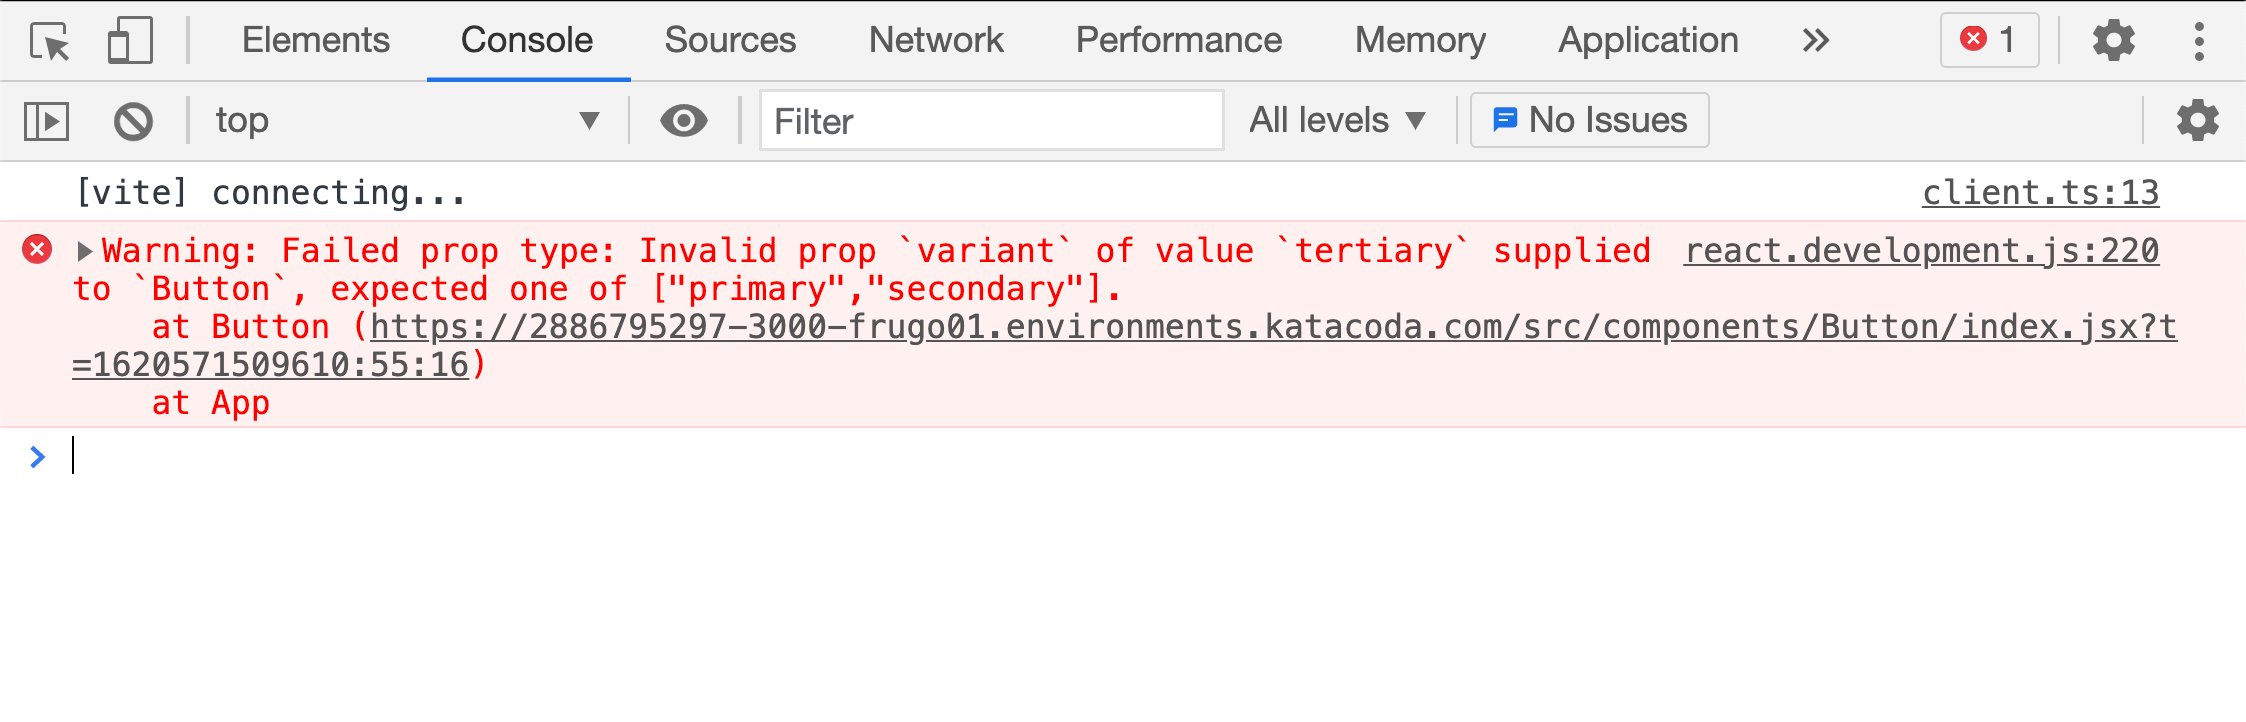 Elements Console Sources Network Performance Memory Application 1
top Filter All levels No Issues
[vite] connecting... client.ts:13
Warning: Failed prop type: Invalid prop `variant` of value `tertiary` supplied react.development.js:220
to `Button`, expected one of ["primary","secondary"].
at Button (https://2886795297-3000-frugo01.environments.katacoda.com/src/components/Button/index.jsx?t
=1620571509610:55:16)
at App